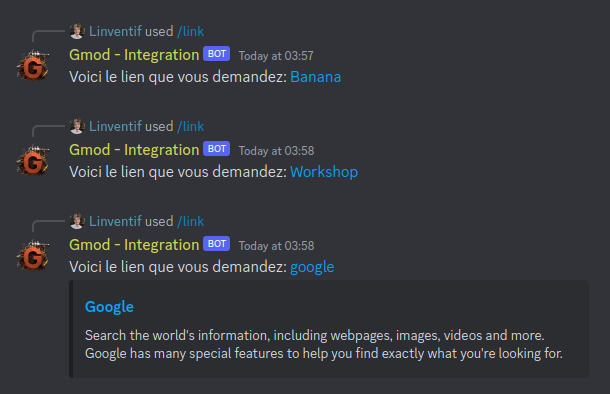 Linventif used /link
Gmod - Integration BOT Today at 03:57
Voici le lien que vous demandez: Banana
Linventif used /link
Gmod - Integration BOT Today at 03:58
Voici le lien que vous demandez: Workshop
Linventif used /link
Gmod - Integration BOT Today at 03:58
Voici le lien que vous demandez: google
Google
Search the world's information, including webpages, images, videos and more.
Google has many special features to help you find exactly what you're looking for.